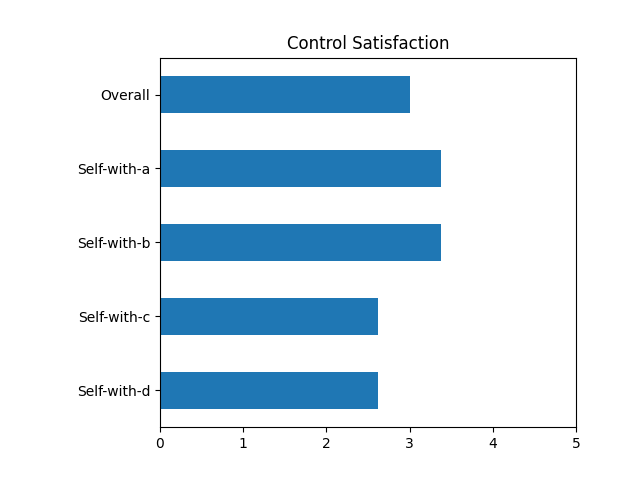 Control Satisfaction
Overall
Self-with-a
Self-with-b
Self-with-c
Self-with-d
0 1 2 3 4 5